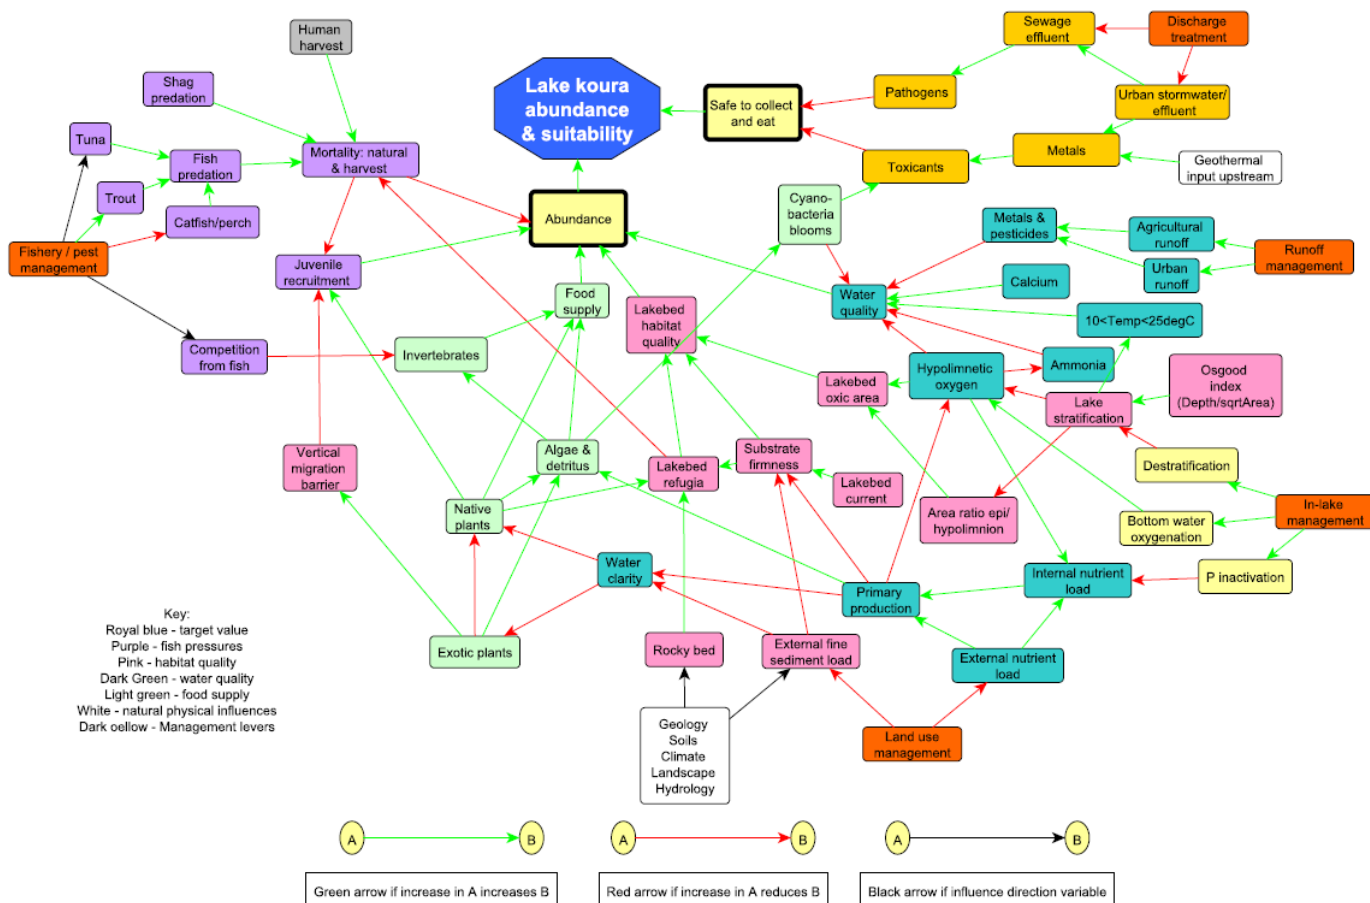 Human
harvest
Shag
predation
Tuna
Fish
predation
Trout
Catfish/perch
Mortality: natural
& harvest
Fishery / pest
management
Juvenile
recruitment
Competition
from fish
Lake koura
abundance
& suitability
Safe to collect
and eat
Abundance
Sewage
effluent
Discharge
treatment
Pathogens
Urban stormwater/
effluent
Toxicants
Metals
Geothermal
input upstream
Cyano-
bacteria
blooms
Metals &
pesticides
Agricultural
runoff
Runoff
management
Urban
runoff
Calcium
Water
quality
10<Temp<25degC
Food
supply
Lakebed
habitat
quality
Invertebrates
Hypolimnetic
oxygen
Ammonia
Lakebed
oxic area
Lake
stratification
Osgood
index
(Depth/sqrtArea)
Vertical
migration
barrier
Algae &
detritus
Lakebed
refugia
Substrate
firmness
Lakebed
current
Destratification
Native
plants
Area ratio epi/
hypolimnion
Bottom water
oxygenation
In-lake
management
Water
clarity
Primary
production
Internal nutrient
load
P inactivation
Exotic plants
Rocky bed
External fine
sediment load
External nutrient
load
Geology
Soils
Climate
Landscape
Hydrology
Land use
management
Key:
Royal blue - target value
Purple - fish pressures
Pink - habitat quality
Dark Green - water quality
Light green - food supply
White - natural physical influences
Dark oellow - Management levers
A
B
A
B
A
B
Green arrow if increase in A increases B
Red arrow if increase in A reduces B
Black arrow if influence direction variable